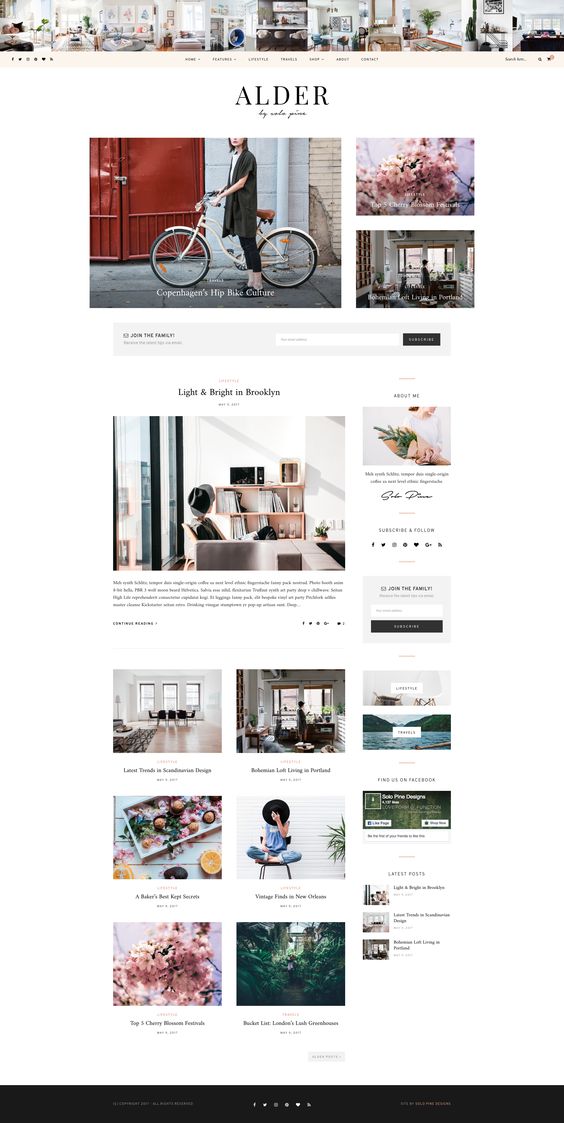 HOME
FEATURES
LIFESTYLE
TRAVELS
SHOP
ABOUT
CONTACT
Search here...
ALDER
by solo pine
TRAVELS
Copenhagen's Hip Bike Culture
LIFESTYLE
Top 5 Cherry Blossom Festivals
LIFESTYLE
Bohemian Loft Living in Portland
JOIN THE FAMILY!
Receive the latest tips via email.
Your email address
SUBSCRIBE
LIFESTYLE
Light & Bright in Brooklyn
MAY 9, 2017
Meh synth Schlitz, tempor duis single-origin coffee ea next level ethnic fingerstache fanny pack nostrud. Photo booth anim
8-bit hella, PBR 3 wolf moon beard Helvetica. Salvia esse nihil, flexitarian Truffaut synth art party deep v chillwave. Seitan
High Life reprehenderit consectetur cupidatat kogi. Et leggings fanny pack, elit bespoke vinyl art party Pitchfork selfies
master cleanse Kickstarter seitan retro. Drinking vinegar stumptown yr pop-up artisan sunt. Deep...
CONTINUE READING
2
LIFESTYLE
Latest Trends in Scandinavian Design
MAY 9, 2017
LIFESTYLE
Bohemian Loft Living in Portland
MAY 9, 2017
LIFESTYLE
A Baker's Best Kept Secrets
MAY 9, 2017
LIFESTYLE
Vintage Finds in New Orleans
MAY 9, 2017
LIFESTYLE
Top 5 Cherry Blossom Festivals
MAY 9, 2017
TRAVELS
Bucket List: London's Lush Greenhouses
MAY 9, 2017
OLDER POSTS
ABOUT ME
Meh synth Schlitz, tempor duis single-origin
coffee ea next level ethnic fingerstache
Solo Pine
SUBSCRIBE & FOLLOW
JOIN THE FAMILY!
Receive the latest tips via email.
Your email address
SUBSCRIBE
LIFESTYLE
TRAVELS
FIND US ON FACEBOOK
Solo Pine Designs
6,137 likes
LOVE FORM & FUNCTION
Like Page
Shop Now
Be the first of your friends to like this
LATEST POSTS
Light & Bright in Brooklyn
MAY 9, 2017
Latest Trends in Scandinavian
Design
MAY 9, 2017
Bohemian Loft Living in
Portland
MAY 9, 2017
(C) COPYRIGHT 2017 - ALL RIGHTS RESERVED
SITE BY SOLO PINE DESIGNS